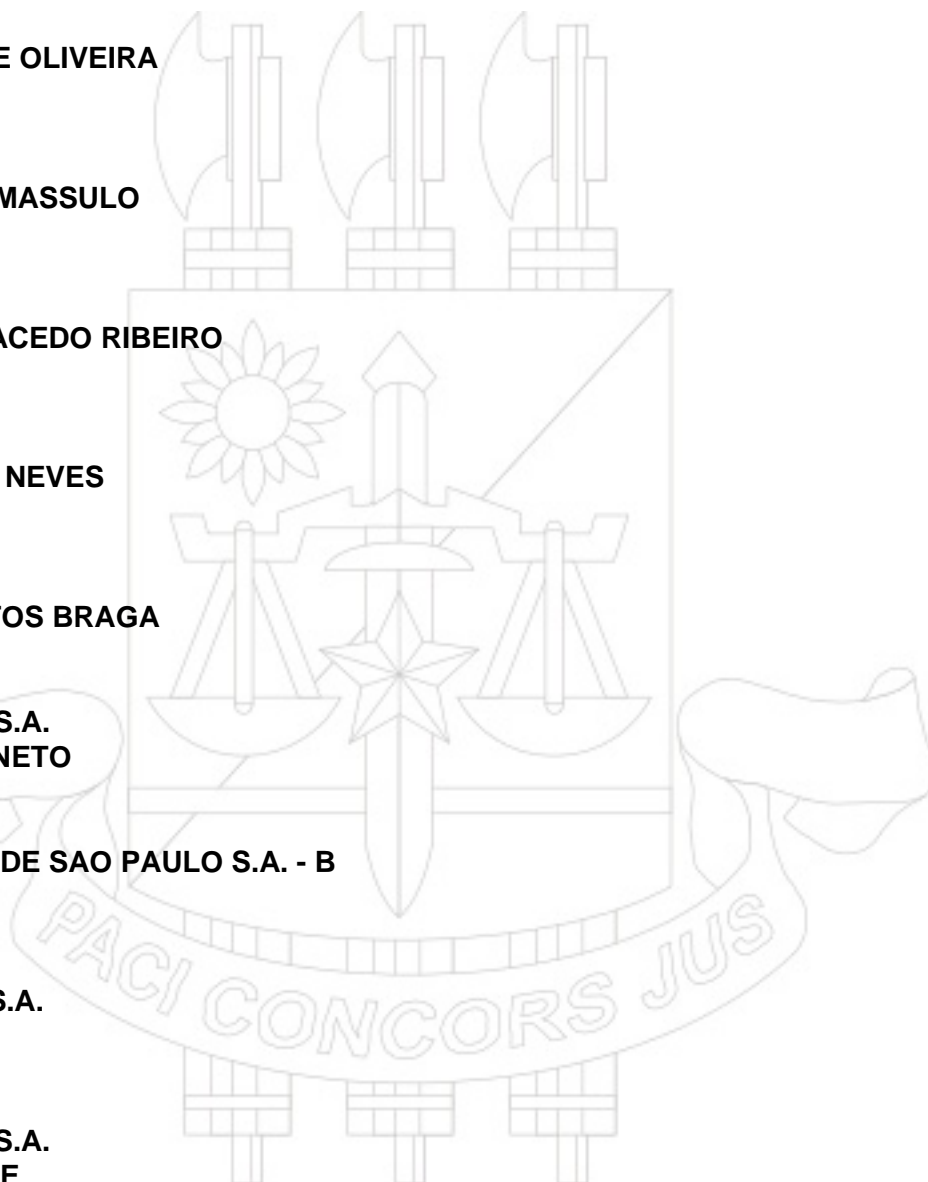 E OLIVEIRA
MASSULO
ACEDO RIBEIRO
NEVES
TOS BRAGA
S.A.
NETO
DE SAO PAULO S.A. - B
PACI CONCORS JUS
S.A.
S.A.
E